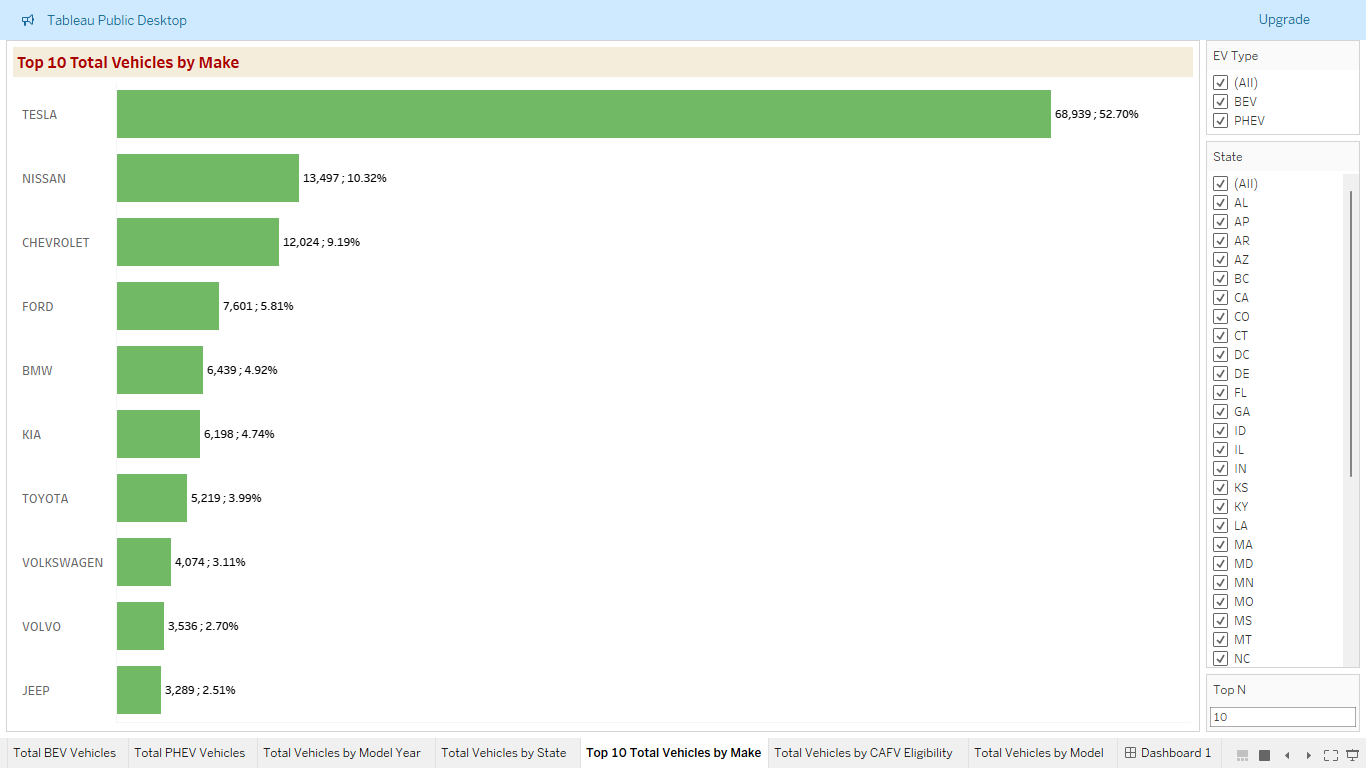 Tableau Public Desktop
Upgrade
Top 10 Total Vehicles by Make
TESLA
68,939 ; 52.70%
NISSAN
13,497 ; 10.32%
CHEVROLET
12,024 ; 9.19%
FORD
7,601 ; 5.81%
BMW
6,439 ; 4.92%
KIA
6,198 ; 4.74%
TOYOTA
5,219 ; 3.99%
VOLKSWAGEN
4,074 ; 3.11%
VOLVO
3,536 ; 2.70%
JEEP
3,289 ; 2.51%
EV Type
(All)
BEV
PHEV
State
(All)
AL
AP
AR
AZ
BC
CA
CO
CT
DC
DE
FL
GA
ID
IL
IN
KS
KY
LA
MA
MD
MN
MO
MS
MT
NC
Top N
10
Total BEV Vehicles
Total PHEV Vehicles
Total Vehicles by Model Year
Total Vehicles by State
Top 10 Total Vehicles by Make
Total Vehicles by CAFV Eligibility
Total Vehicles by Model
Dashboard 1